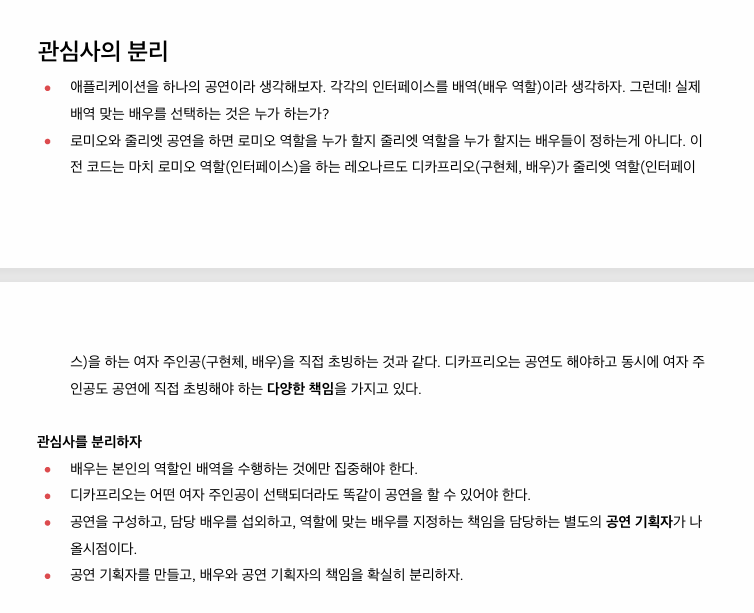 관심사의 분리
애플리케이션을 하나의 공연이라 생각해보자. 각각의 인터페이스를 배역(배우 역할)이라 생각하자. 그런데! 실제
배역 맞는 배우를 선택하는 것은 누가 하는가?
로미오와 줄리엣 공연을 하면 로미오 역할을 누가 할지 줄리엣 역할을 누가 할지는 배우들이 정하는게 아니다. 이
전 코드는 마치 로미오 역할(인터페이스)을 하는 레오나르도 디카프리오(구현체, 배우)가 줄리엣 역할(인터페이
스)을 하는 여자 주인공(구현체, 배우)을 직접 초빙하는 것과 같다. 디카프리오는 공연도 해야하고 동시에 여자 주
인공도 공연에 직접 초빙해야 하는 다양한 책임을 가지고 있다.
관심사를 분리하자
배우는 본인의 역할인 배역을 수행하는 것에만 집중해야 한다.
디카프리오는 어떤 여자 주인공이 선택되더라도 똑같이 공연을 할 수 있어야 한다.
공연을 구성하고, 담당 배우를 섭외하고, 역할에 맞는 배우를 지정하는 책임을 담당하는 별도의 공연 기획자가 나
올시점이다.
공연 기획자를 만들고, 배우와 공연 기획자의 책임을 확실히 분리하자.